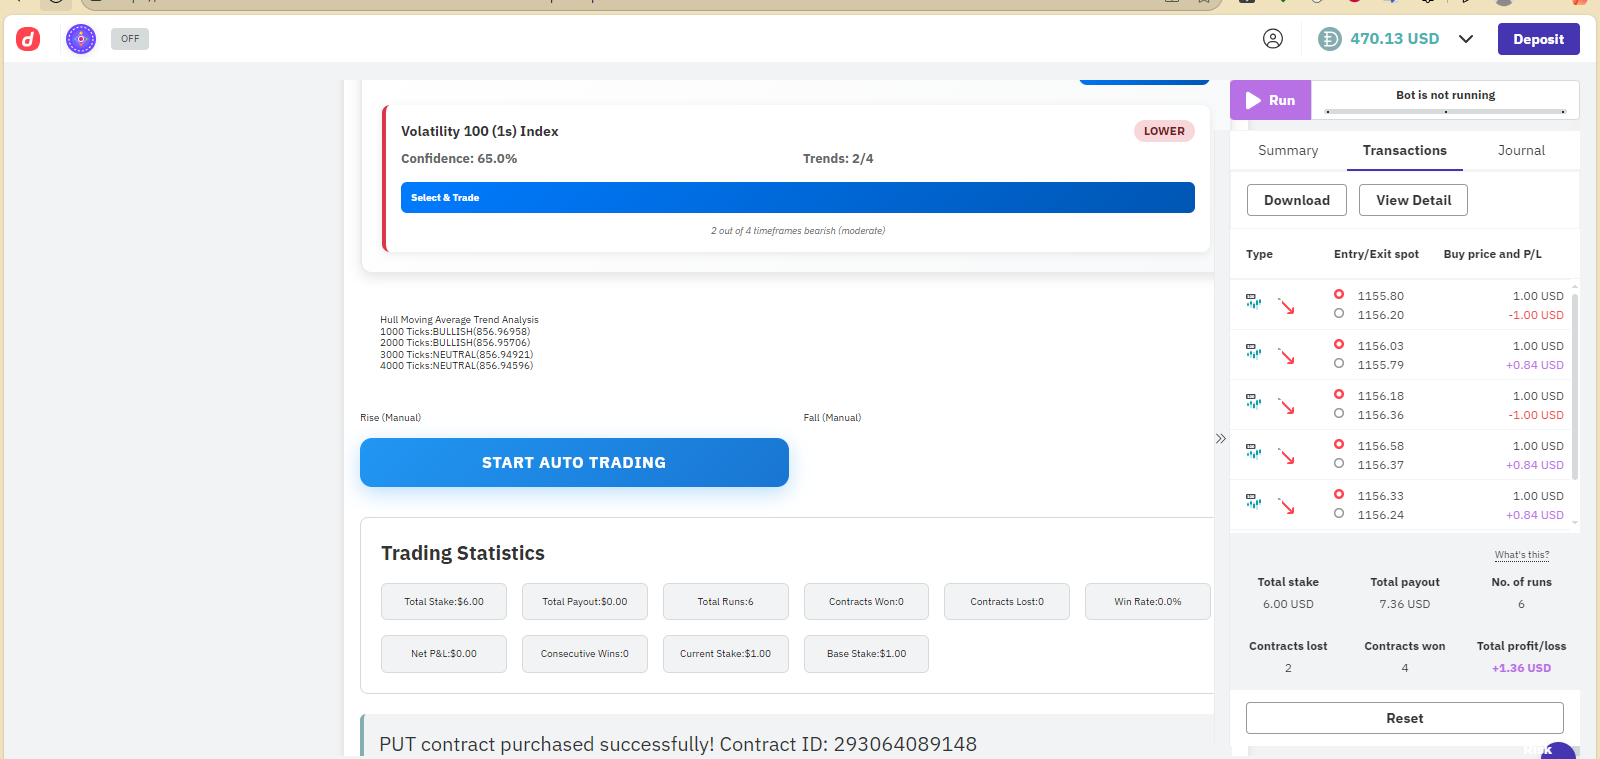 OFF
470.13 USD
Deposit
Run
Bot is not running
Volatility 100 (1s) Index
LOWER
Confidence: 65.0%
Trends: 2/4
Select & Trade
2 out of 4 timeframes bearish (moderate)
Hull Moving Average Trend Analysis
1000 Ticks:BULLISH(856.96958)
2000 Ticks:BULLISH(856.95706)
3000 Ticks:NEUTRAL(856.94921)
4000 Ticks:NEUTRAL(856.94596)
Rise (Manual)
Fall (Manual)
START AUTO TRADING
Trading Statistics
Total Stake:$6.00
Total Payout:$0.00
Total Runs:6
Contracts Won:0
Contracts Lost:0
Win Rate:0.0%
Net P&L:$0.00
Consecutive Wins:0
Current Stake:$1.00
Base Stake:$1.00
PUT contract purchased successfully! Contract ID: 293064089148
Summary
Transactions
Journal
Download
View Detail
Type
Entry/Exit spot
Buy price and P/L
1155.80
1.00 USD
1156.20
-1.00 USD
1156.03
1.00 USD
1155.79
+0.84 USD
1156.18
1.00 USD
1156.36
-1.00 USD
1156.58
1.00 USD
1156.37
+0.84 USD
1156.33
1.00 USD
1156.24
+0.84 USD
What's this?
Total stake
Total payout
No. of runs
6.00 USD
7.36 USD
6
Contracts lost
Contracts won
Total profit/loss
2
4
+1.36 USD
Reset
Risk